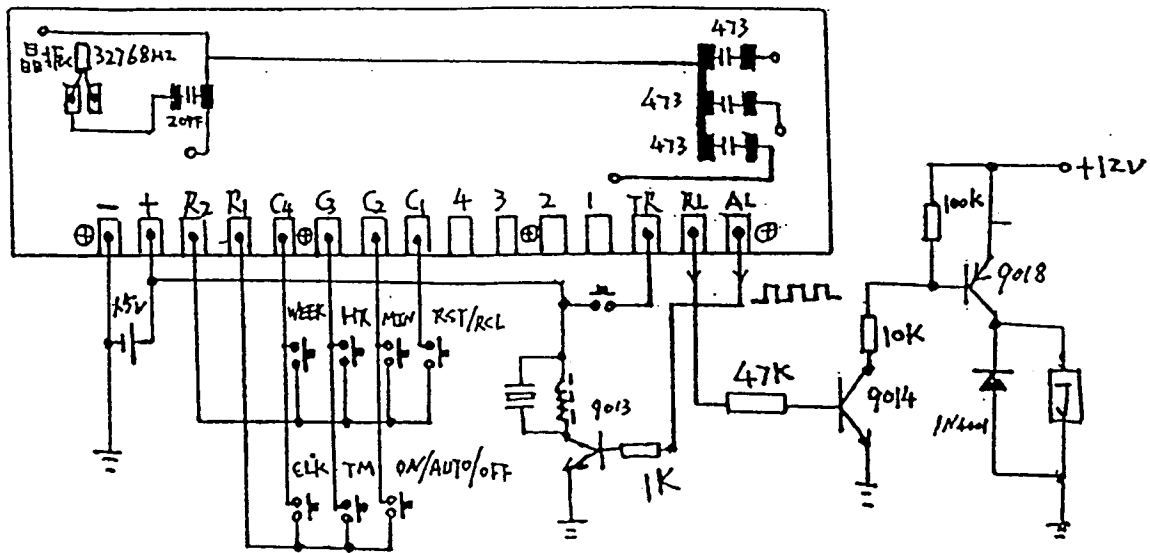 473
晶振 32768HZ
473
20PF
473
- + R2 R1 C4 C3 C2 C1 4 3 2 1 TR RL AL
+12V
100K
9018
1.5V
WEEK HR MIN RST/RCL
10K
47K
9014
9013
1N4001
J
CLK TM ON/AUTO/OFF
1K